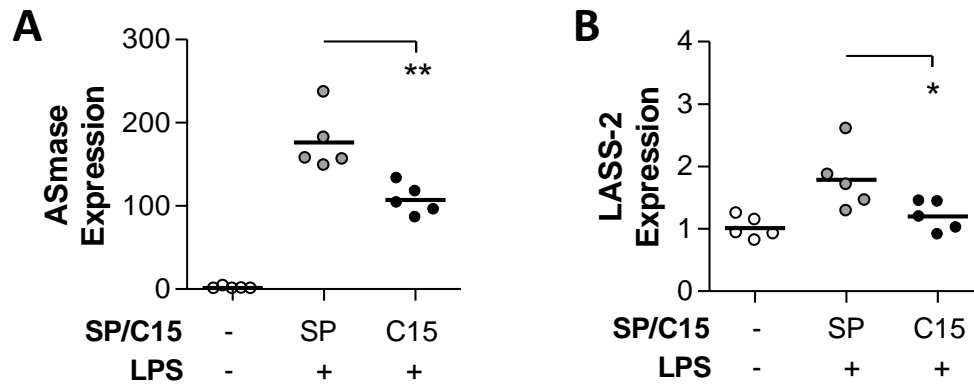 A
300
200
100
0
ASmase
Expression
**
SP/C15 - SP C15
LPS - + +
B
4
3
2
1
0
LASS-2
Expression
*
SP/C15 - SP C15
LPS - + +